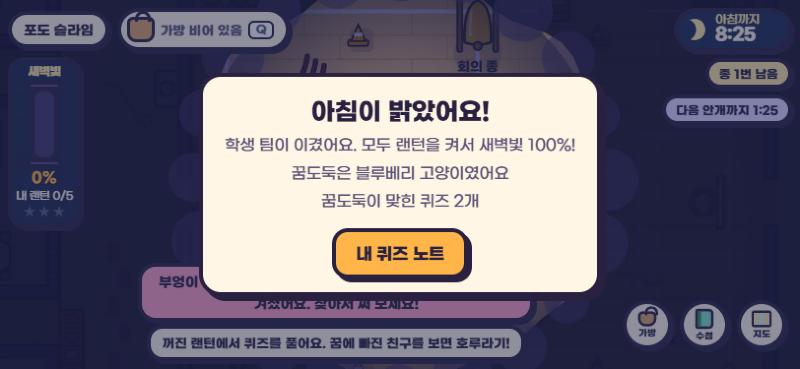 포도 슬라임
가방 비어 있음 Q
아침까지
8:25
회의 종
종 1번 남음
다음 안개까지 1:25
새벽빛
0%
내 랜턴 0/5
★★★
아침이 밝았어요!
학생 팀이 이겼어요. 모두 랜턴을 켜서 새벽빛 100%!
꿈도둑은 블루베리 고양이였어요
꿈도둑이 맞힌 퀴즈 2개
내 퀴즈 노트
부엉이
꺼진 랜턴에서 퀴즈를 풀어요. 꿈에 빠진 친구를 보면 호루라기!
가방
수첩
지도